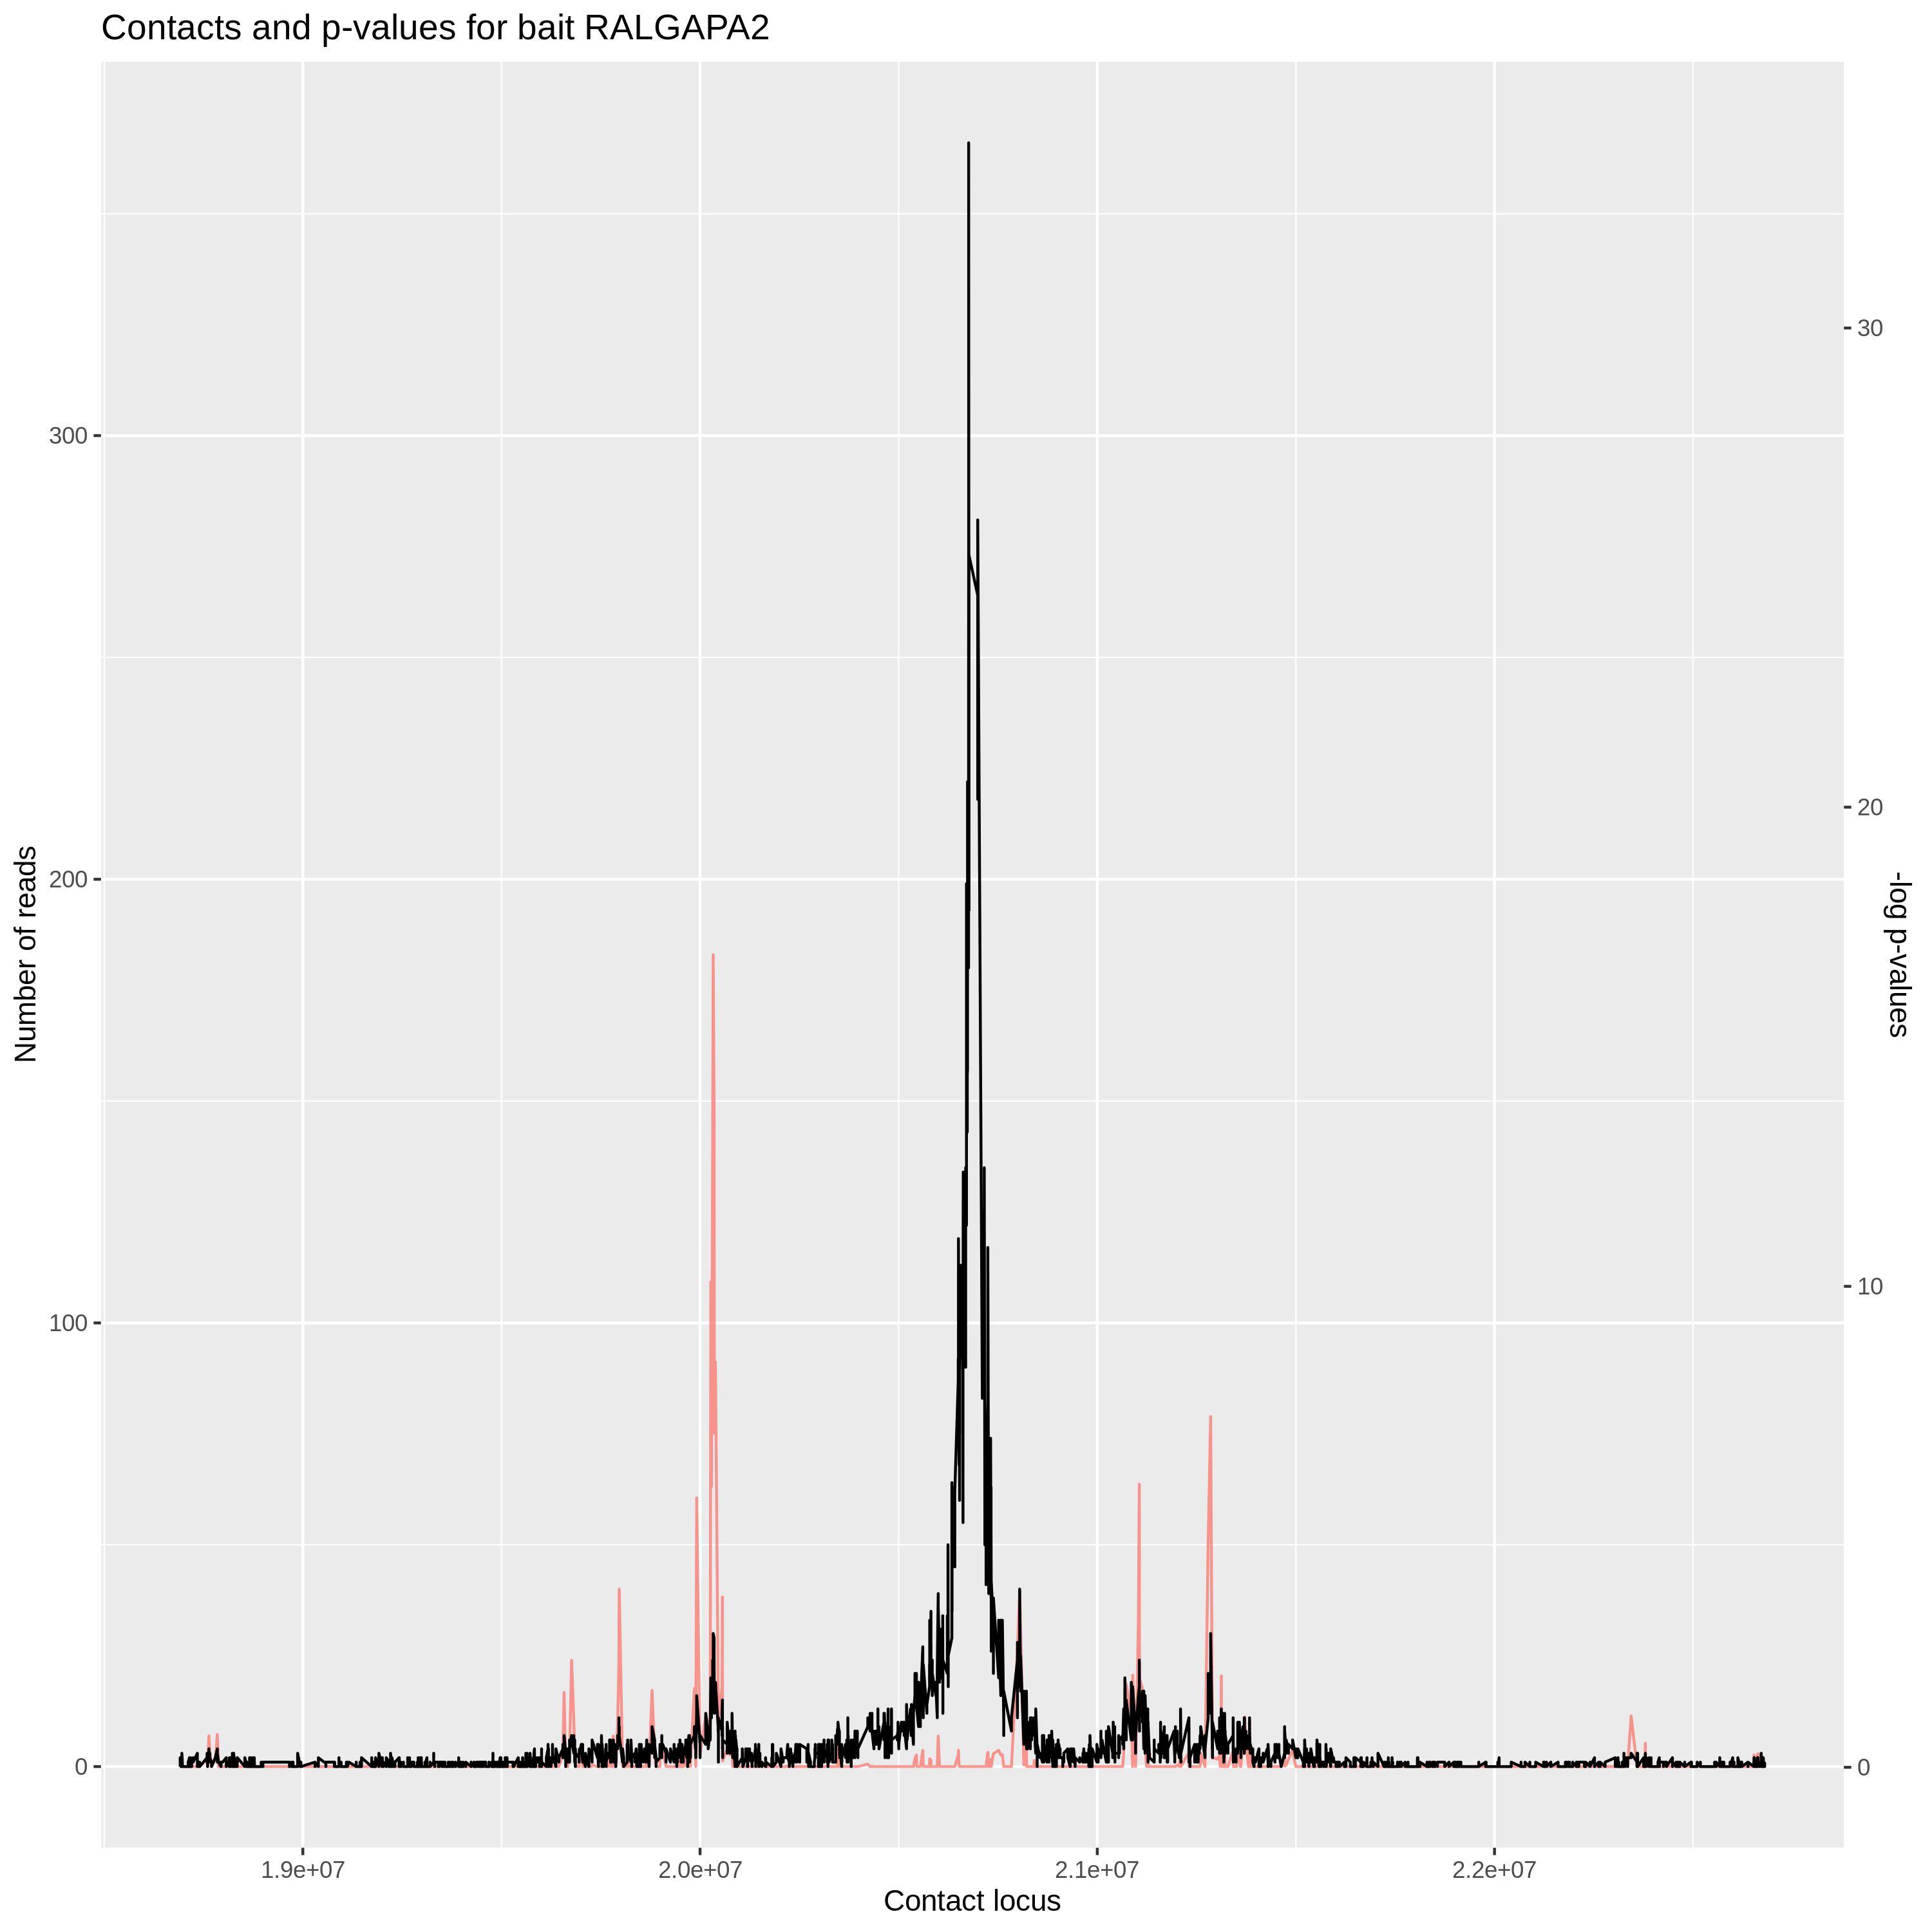 Contacts and p-values for bait RALGAPA2
Number of reads
300
200
100
0
30
20
10
0
-log p-values
1.9e+07
2.0e+07
2.1e+07
2.2e+07
Contact locus